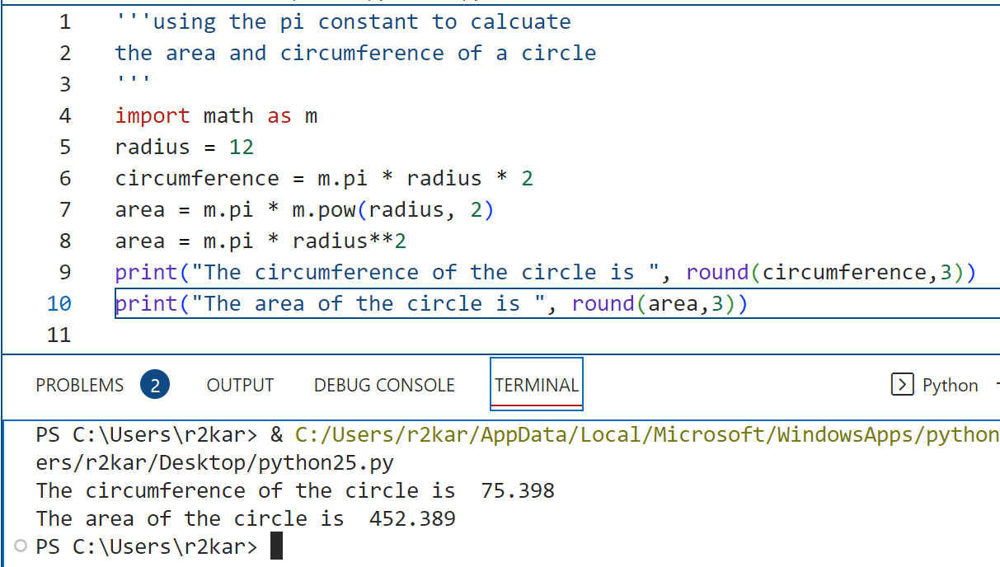 1 '''using the pi constant to calcuate
2 the area and circumference of a circle
3 '''
4 import math as m
5 radius = 12
6 circumference = m.pi * radius * 2
7 area = m.pi * m.pow(radius, 2)
8 area = m.pi * radius**2
9 print("The circumference of the circle is ", round(circumference,3))
10 print("The area of the circle is ", round(area,3))
11
PROBLEMS 2 OUTPUT DEBUG CONSOLE TERMINAL Python
PS C:\Users\r2kar> & C:/Users/r2kar/AppData/Local/Microsoft/WindowsApps/python
ers/r2kar/Desktop/python25.py
The circumference of the circle is  75.398
The area of the circle is  452.389
PS C:\Users\r2kar>